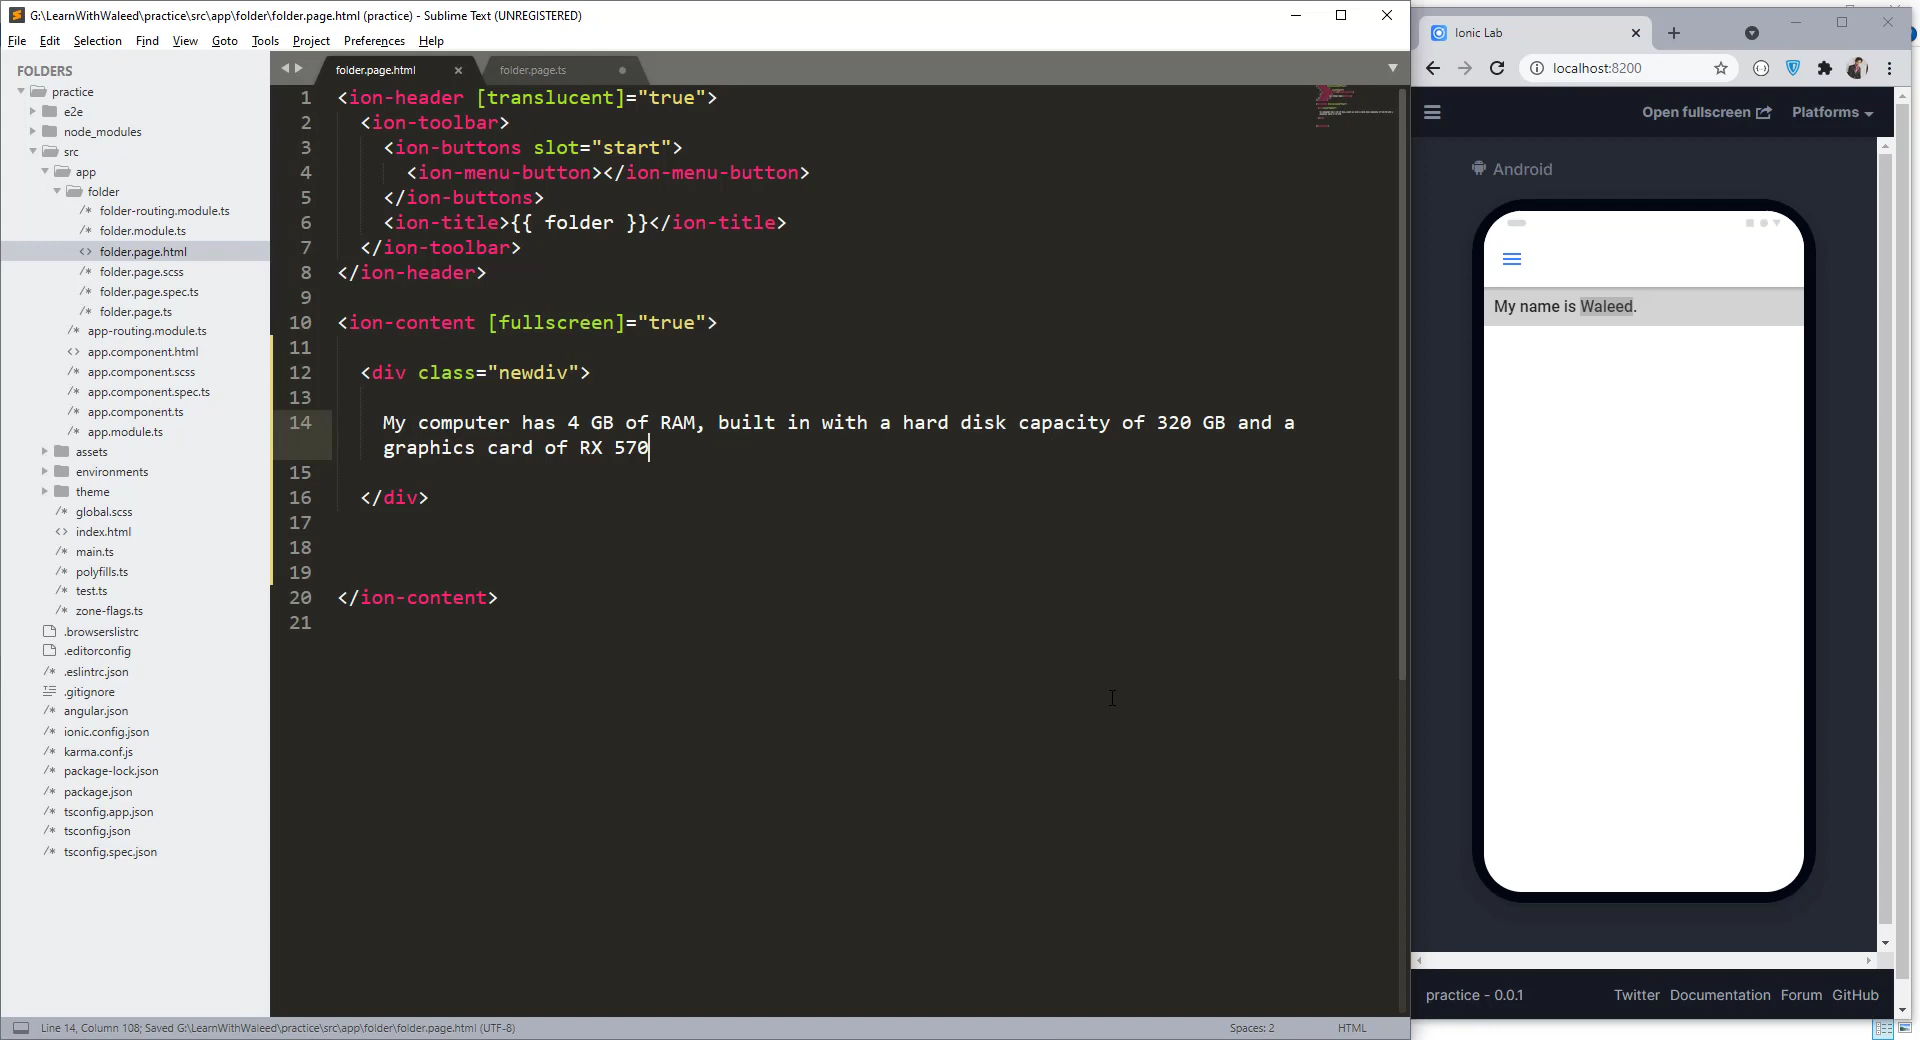 G:\LearnWithWaleed\practice\src\app\folder\folder.page.html (practice) - Sublime Text (UNREGISTERED)
File Edit Selection Find View Goto Tools Project Preferences Help
FOLDERS
practice
e2e
node_modules
src
app
folder
folder-routing.module.ts
folder.module.ts
folder.page.html
folder.page.scss
folder.page.spec.ts
folder.page.ts
app-routing.module.ts
app.component.html
app.component.scss
app.component.spec.ts
app.component.ts
app.module.ts
assets
environments
theme
global.scss
index.html
main.ts
polyfills.ts
test.ts
zone-flags.ts
.browserslistrc
.editorconfig
.eslintrc.json
.gitignore
angular.json
ionic.config.json
karma.conf.js
package-lock.json
package.json
tsconfig.app.json
tsconfig.json
tsconfig.spec.json
folder.page.html folder.page.ts
1 <ion-header [translucent]="true">
2 <ion-toolbar>
3 <ion-buttons slot="start">
4 <ion-menu-button></ion-menu-button>
5 </ion-buttons>
6 <ion-title>{{ folder }}</ion-title>
7 </ion-toolbar>
8 </ion-header>
9
10 <ion-content [fullscreen]="true">
11
12 <div class="newdiv">
13
14 My computer has 4 GB of RAM, built in with a hard disk capacity of 320 GB and a
graphics card of RX 570
15
16 </div>
17
18
19
20 </ion-content>
21
Line 14, Column 108; Saved G:\LearnWithWaleed\practice\src\app\folder\folder.page.html (UTF-8) Spaces: 2 HTML
Ionic Lab
localhost:8200
Open fullscreen Platforms
Android
My name is Waleed.
practice - 0.0.1 Twitter Documentation Forum GitHub